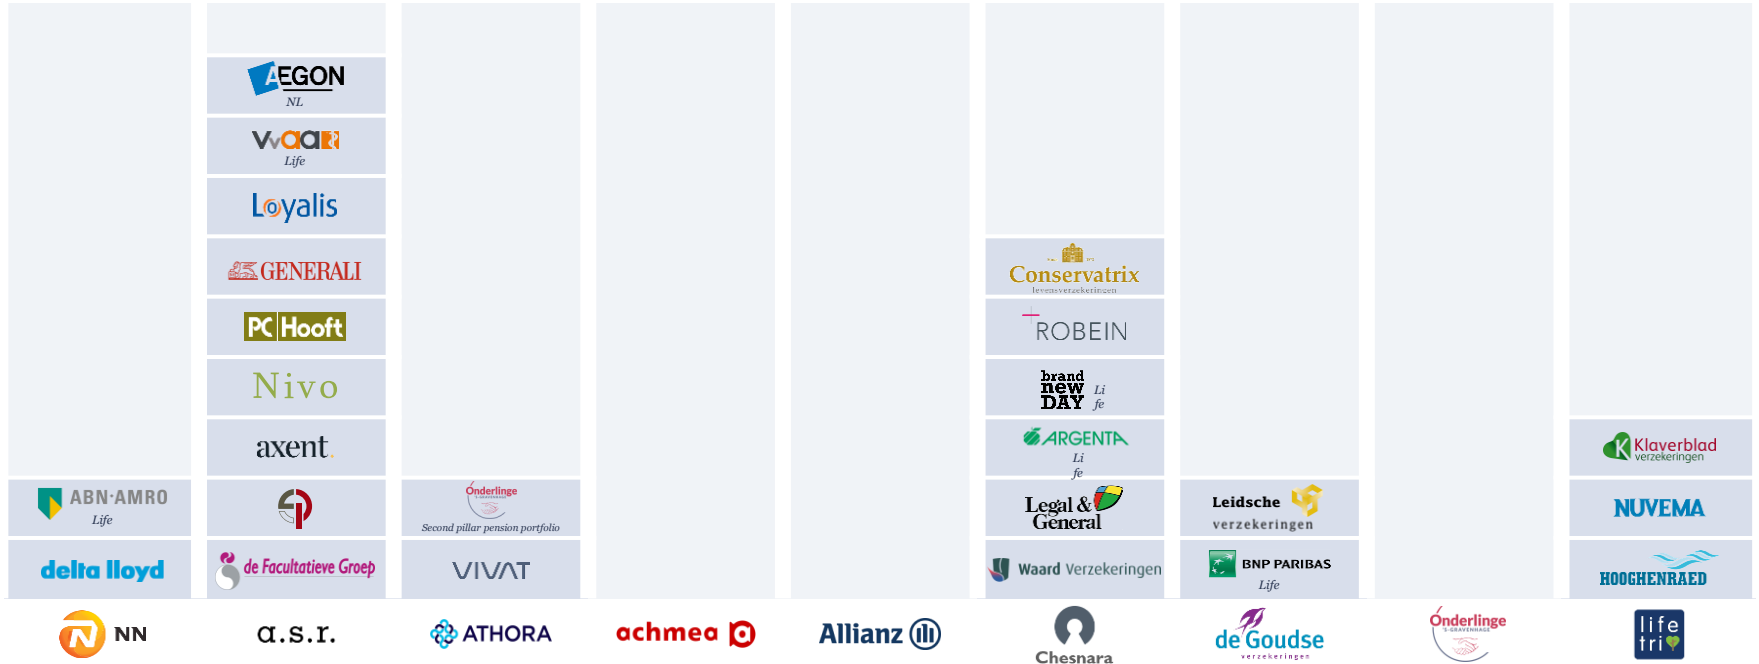 AEGON
NL
VvAA
Life
Loyalis
GENERALI
PC Hooft
Nivo
axent.
ABN·AMRO
Life
delta lloyd
de Facultatieve Groep
Onderlinge
'S-GRAVENHAGE
Second pillar pension portfolio
VIVAT
Conservatrix
levensverzekeringen
ROBEIN
brand
new
DAY
Li
fe
ARGENTA
Li
fe
Legal &
General
Waard Verzekeringen
Leidsche
verzekeringen
BNP PARIBAS
Life
Klaverblad
verzekeringen
NUVEMA
HOOGHENRAED
NN
a.s.r.
ATHORA
achmea
Allianz
Chesnara
de Goudse
verzekeringen
Onderlinge
'S-GRAVENHAGE
life
tri